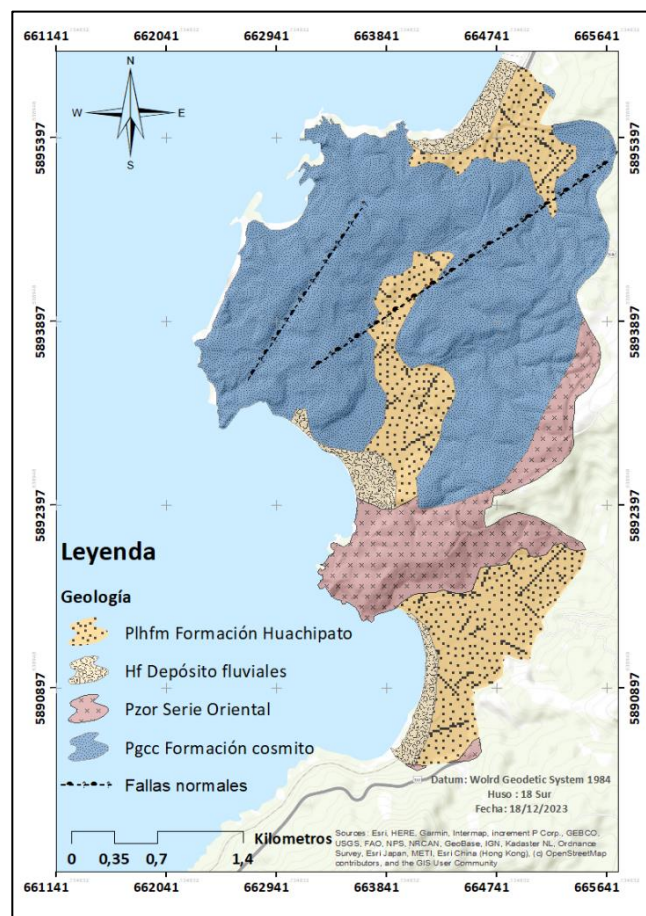 661141 662041 662941 663841 664741 665641
N
W E
S
5895397 5895397
5893897 5893897
5892397 5892397
5890897 5890897
Leyenda
Geología
Plhfm Formación Huachipato
Hf Depósito fluviales
Pzor Serie Oriental
Pgcc Formación cosmito
Fallas normales
Datum: Wolrd Geodetic System 1984
Huso : 18 Sur
Fecha: 18/12/2023
Kilometros
0 0,35 0,7 1,4
Sources: Esri, HERE, Garmin, Intermap, increment P Corp., GEBCO,
USGS, FAO, NPS, NRCAN, GeoBase, IGN, Kadaster NL, Ordnance
Survey, Esri Japan, METI, Esri China (Hong Kong), (c) OpenStreetMap
contributors, and the GIS User Community
661141 662041 662941 663841 664741 665641